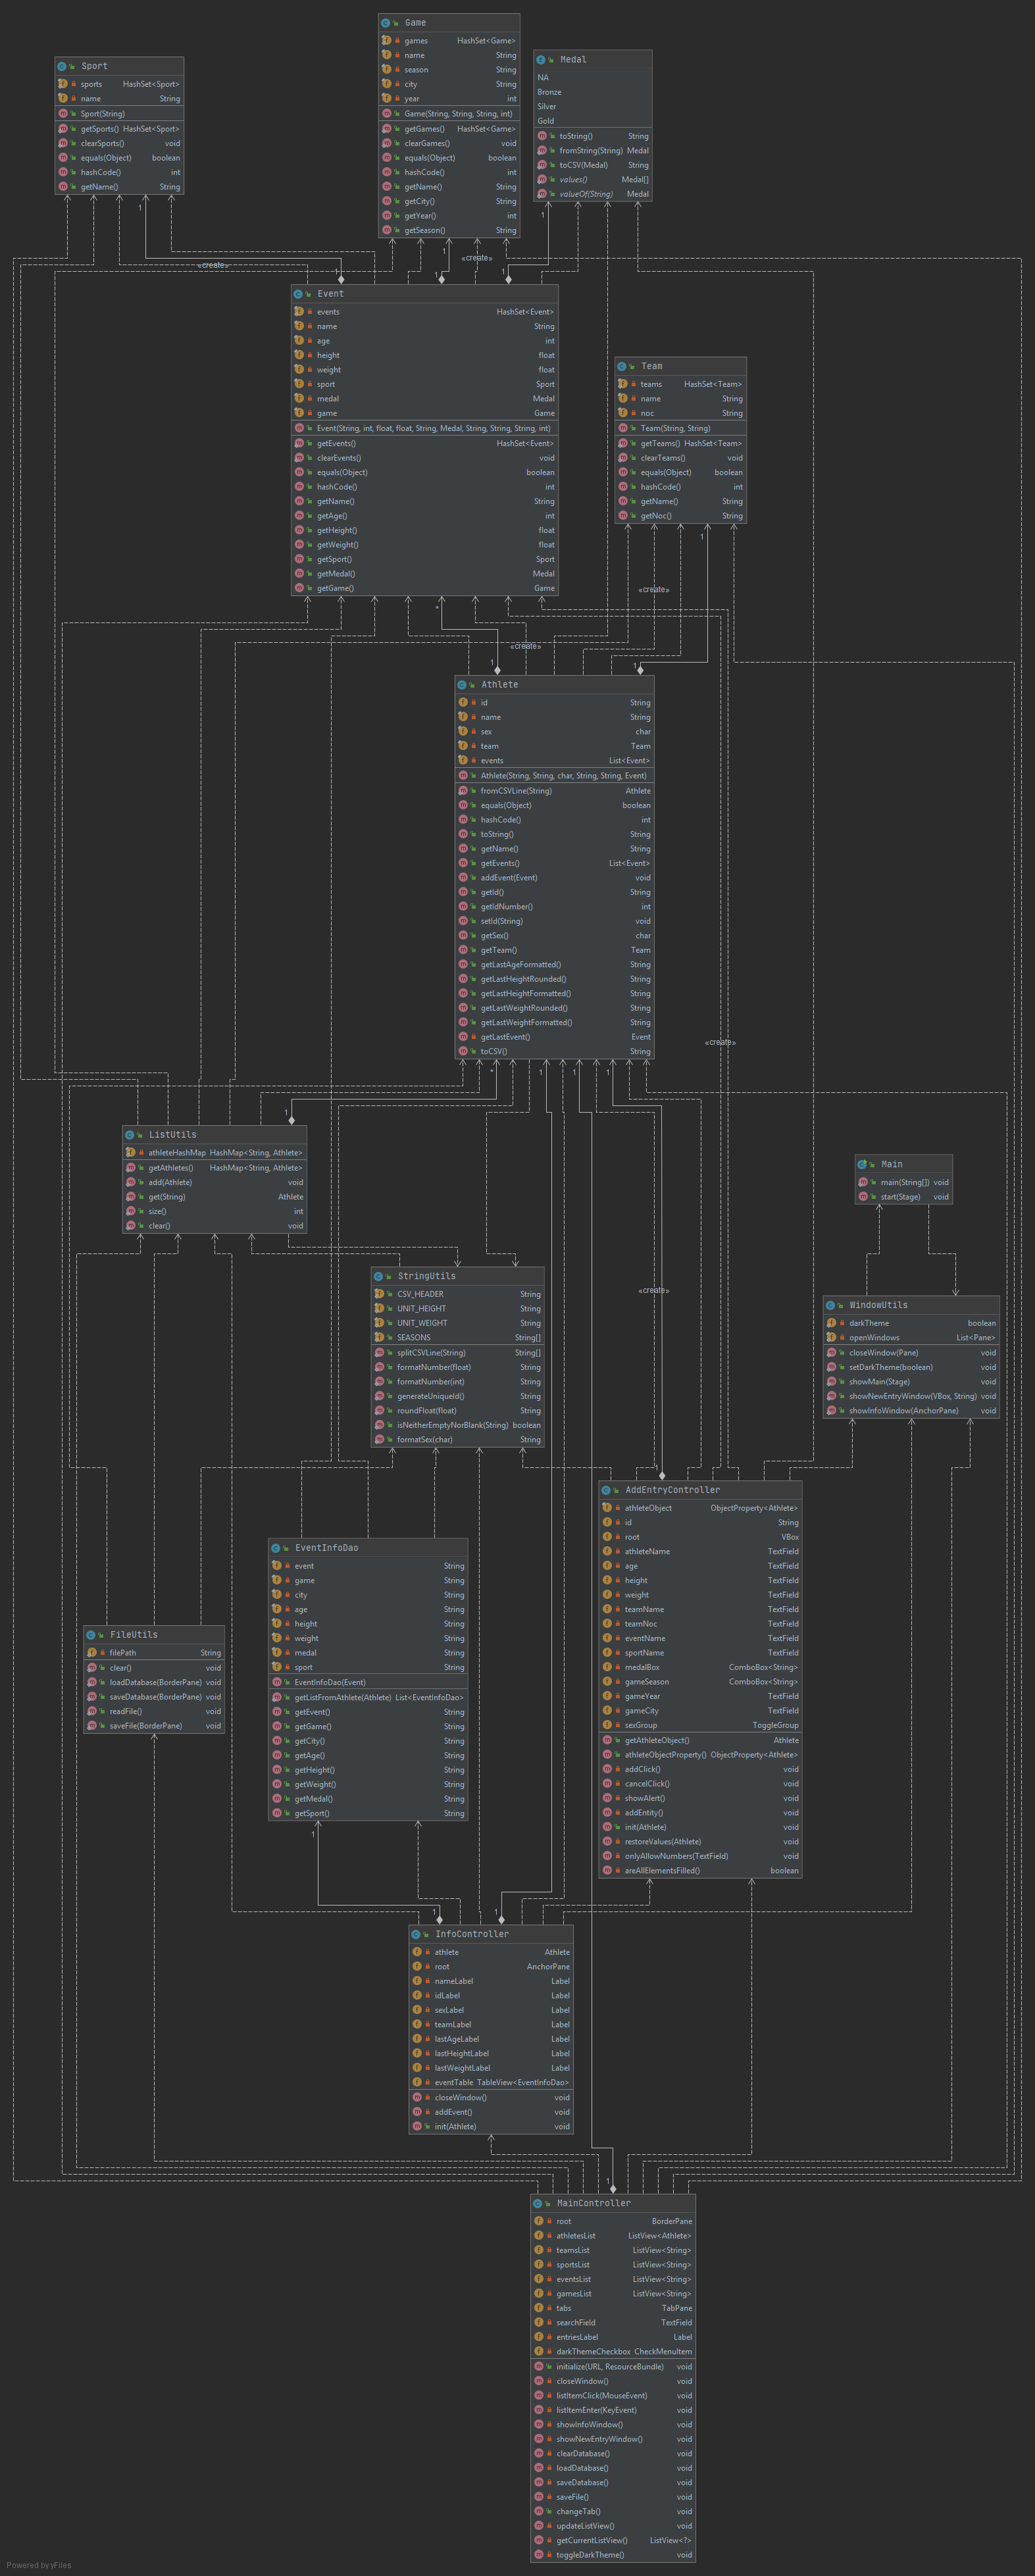 Game
games HashSet<Game>
name String
season String
city String
year int
Game(String, String, String, int)
getGames() HashSet<Game>
clearGames() void
equals(Object) boolean
hashCode() int
getName() String
getCity() String
getYear() int
getSeason() String
Sport
sports HashSet<Sport>
name String
Sport(String)
getSports() HashSet<Sport>
clearSports() void
equals(Object) boolean
hashCode() int
getName() String
Medal
NA
Bronze
Silver
Gold
toString() String
fromString(String) Medal
toCSV(Medal) String
values() Medal[]
valueOf(String) Medal
1
1
1
«create»
«create»
1
1
1
Event
events HashSet<Event>
name String
age int
height float
weight float
sport Sport
medal Medal
game Game
Event(String, int, float, float, String, Medal, String, String, String, int)
getEvents() HashSet<Event>
clearEvents() void
equals(Object) boolean
hashCode() int
getName() String
getAge() int
getHeight() float
getWeight() float
getSport() Sport
getMedal() Medal
getGame() Game
Team
teams HashSet<Team>
name String
noc String
Team(String, String)
getTeams() HashSet<Team>
clearTeams() void
equals(Object) boolean
hashCode() int
getName() String
getNoc() String
1
«create»
*
«create»
1
1
Athlete
id String
name String
sex char
team Team
events List<Event>
Athlete(String, String, char, String, String, Event)
fromCSVLine(String) Athlete
equals(Object) boolean
hashCode() int
toString() String
getName() String
getEvents() List<Event>
addEvent(Event) void
getId() String
getIdNumber() int
setId(String) void
getSex() char
getTeam() Team
getLastAgeFormatted() String
getLastHeightRounded() String
getLastHeightFormatted() String
getLastWeightRounded() String
getLastWeightFormatted() String
getLastEvent() Event
toCSV() String
«create»
*
1
1
1
1
ListUtils
athleteHashMap HashMap<String, Athlete>
getAthletes() HashMap<String, Athlete>
add(Athlete) void
get(String) Athlete
size() int
clear() void
Main
main(String[]) void
start(Stage) void
StringUtils
CSV_HEADER String
UNIT_HEIGHT String
UNIT_WEIGHT String
SEASONS String[]
splitCSVLine(String) String[]
formatNumber(float) String
formatNumber(int) String
generateUniqueId() String
roundFloat(float) String
isNeitherEmptyNorBlank(String) boolean
formatSex(char) String
«create»
WindowUtils
darkTheme boolean
openWindows List<Pane>
closeWindow(Pane) void
setDarkTheme(boolean) void
showMain(Stage) void
showNewEntryWindow(VBox, String) void
showInfoWindow(AnchorPane) void
1
AddEntryController
athleteObject ObjectProperty<Athlete>
id String
root VBox
athleteName TextField
age TextField
height TextField
weight TextField
teamName TextField
teamNoc TextField
eventName TextField
sportName TextField
medalBox ComboBox<String>
gameSeason ComboBox<String>
gameYear TextField
gameCity TextField
sexGroup ToggleGroup
getAthleteObject() Athlete
athleteObjectProperty() ObjectProperty<Athlete>
addClick() void
cancelClick() void
showAlert() void
addEntity() void
init(Athlete) void
restoreValues(Athlete) void
onlyAllowNumbers(TextField) void
areAllElementsFilled() boolean
EventInfoDao
event String
game String
city String
age String
height String
weight String
medal String
sport String
EventInfoDao(Event)
getListFromAthlete(Athlete) List<EventInfoDao>
getEvent() String
getGame() String
getCity() String
getAge() String
getHeight() String
getWeight() String
getMedal() String
getSport() String
FileUtils
filePath String
clear() void
loadDatabase(BorderPane) void
saveDatabase(BorderPane) void
readFile() void
saveFile(BorderPane) void
1
1
1
InfoController
athlete Athlete
root AnchorPane
nameLabel Label
idLabel Label
sexLabel Label
teamLabel Label
lastAgeLabel Label
lastHeightLabel Label
lastWeightLabel Label
eventTable TableView<EventInfoDao>
closeWindow() void
addEvent() void
init(Athlete) void
1
MainController
root BorderPane
athletesList ListView<Athlete>
teamsList ListView<String>
sportsList ListView<String>
eventsList ListView<String>
gamesList ListView<String>
tabs TabPane
searchField TextField
entriesLabel Label
darkThemeCheckbox CheckMenuItem
initialize(URL, ResourceBundle) void
closeWindow() void
listItemClick(MouseEvent) void
listItemEnter(KeyEvent) void
showInfoWindow() void
showNewEntryWindow() void
clearDatabase() void
loadDatabase() void
saveDatabase() void
saveFile() void
changeTab() void
updateListView() void
getCurrentListView() ListView<?>
toggleDarkTheme() void
Powered by yFiles